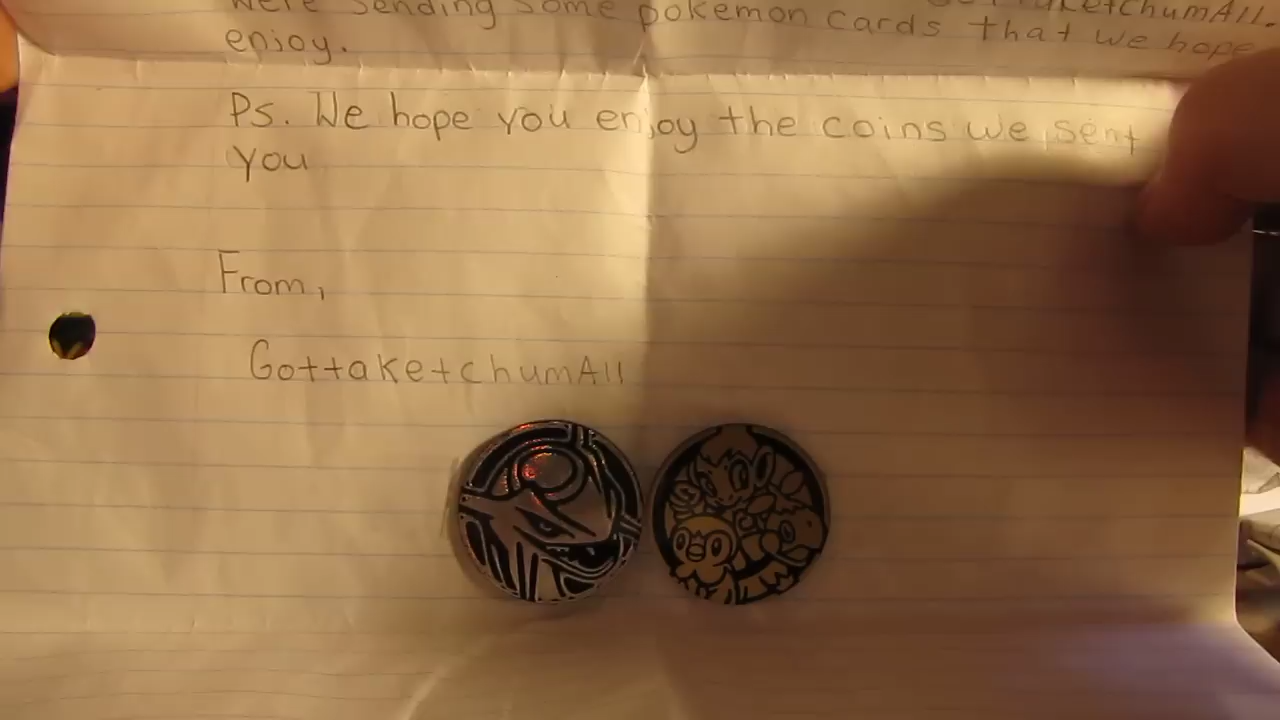 were sending some pokemon cards that we hope
enjoy.
Ps. We hope you enjoy the coins we sent
you
From,
GottaketchumAll